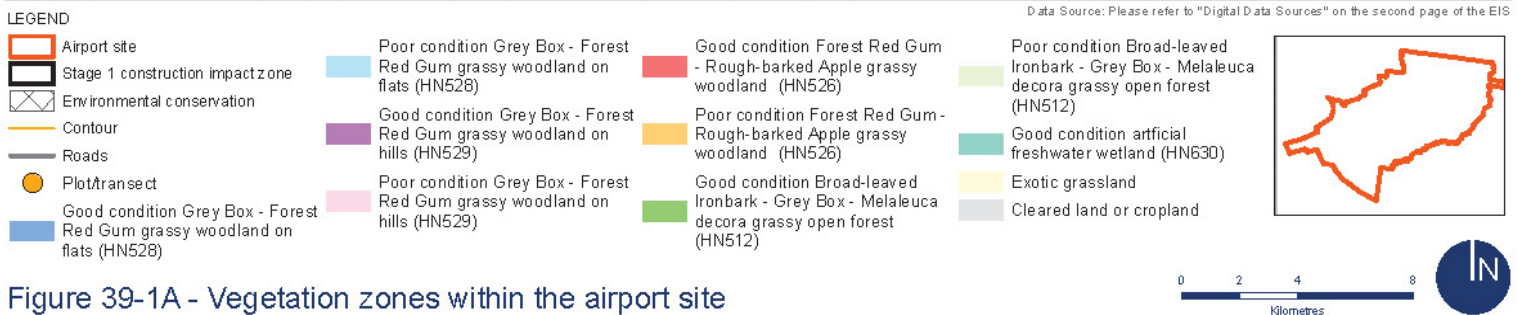 Data Source: Please refer to "Digital Data Sources" on the second page of the EIS
LEGEND
Airport site
Stage 1 construction impact zone
Environmental conservation
Contour
Roads
Plot/transect
Good condition Grey Box - Forest
Red Gum grassy woodland on
flats (HN528)
Poor condition Grey Box - Forest
Red Gum grassy woodland on
flats (HN528)
Good condition Grey Box - Forest
Red Gum grassy woodland on
hills (HN529)
Poor condition Grey Box - Forest
Red Gum grassy woodland on
hills (HN529)
Good condition Forest Red Gum
- Rough-barked Apple grassy
woodland (HN526)
Poor condition Forest Red Gum -
Rough-barked Apple grassy
woodland (HN526)
Good condition Broad-leaved
Ironbark - Grey Box - Melaleuca
decora grassy open forest
(HN512)
Poor condition Broad-leaved
Ironbark - Grey Box - Melaleuca
decora grassy open forest
(HN512)
Good condition artficial
freshwater wetland (HN630)
Exotic grassland
Cleared land or cropland
Figure 39-1A - Vegetation zones within the airport site
0 2 4 8
Kilometres
N